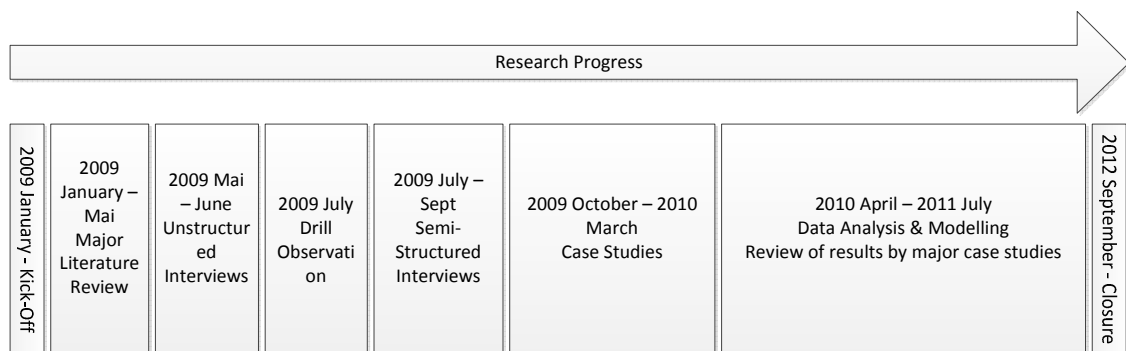 Research Progress
2009 January - Kick-Off
2009
January –
Mai
Major
Literature
Review
2009 Mai
– June
Unstructur
ed
Interviews
2009 July
Drill
Observati
on
2009 July –
Sept
Semi-
Structured
Interviews
2009 October – 2010
March
Case Studies
2010 April – 2011 July
Data Analysis & Modelling
Review of results by major case studies
2012 September - Closure